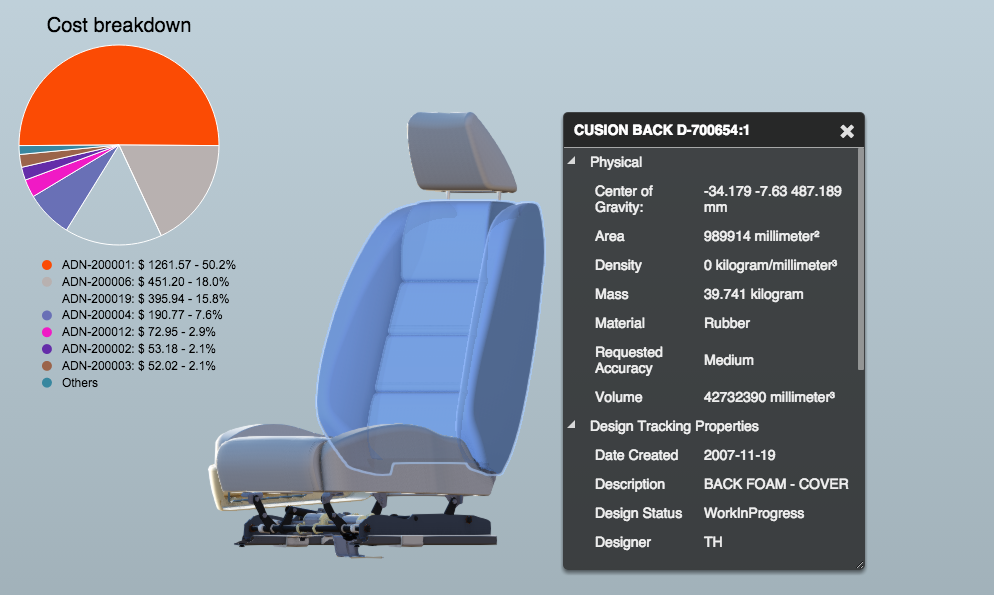 Cost breakdown
ADN-200001: $ 1261.57 - 50.2%
ADN-200006: $ 451.20 - 18.0%
ADN-200019: $ 395.94 - 15.8%
ADN-200004: $ 190.77 - 7.6%
ADN-200012: $ 72.95 - 2.9%
ADN-200002: $ 53.18 - 2.1%
ADN-200003: $ 52.02 - 2.1%
Others
CUSION BACK D-700654:1
Physical
Center of Gravity: -34.179 -7.63 487.189 mm
Area 989914 millimeter²
Density 0 kilogram/millimeter³
Mass 39.741 kilogram
Material Rubber
Requested Accuracy Medium
Volume 42732390 millimeter³
Design Tracking Properties
Date Created 2007-11-19
Description BACK FOAM - COVER
Design Status WorkInProgress
Designer TH